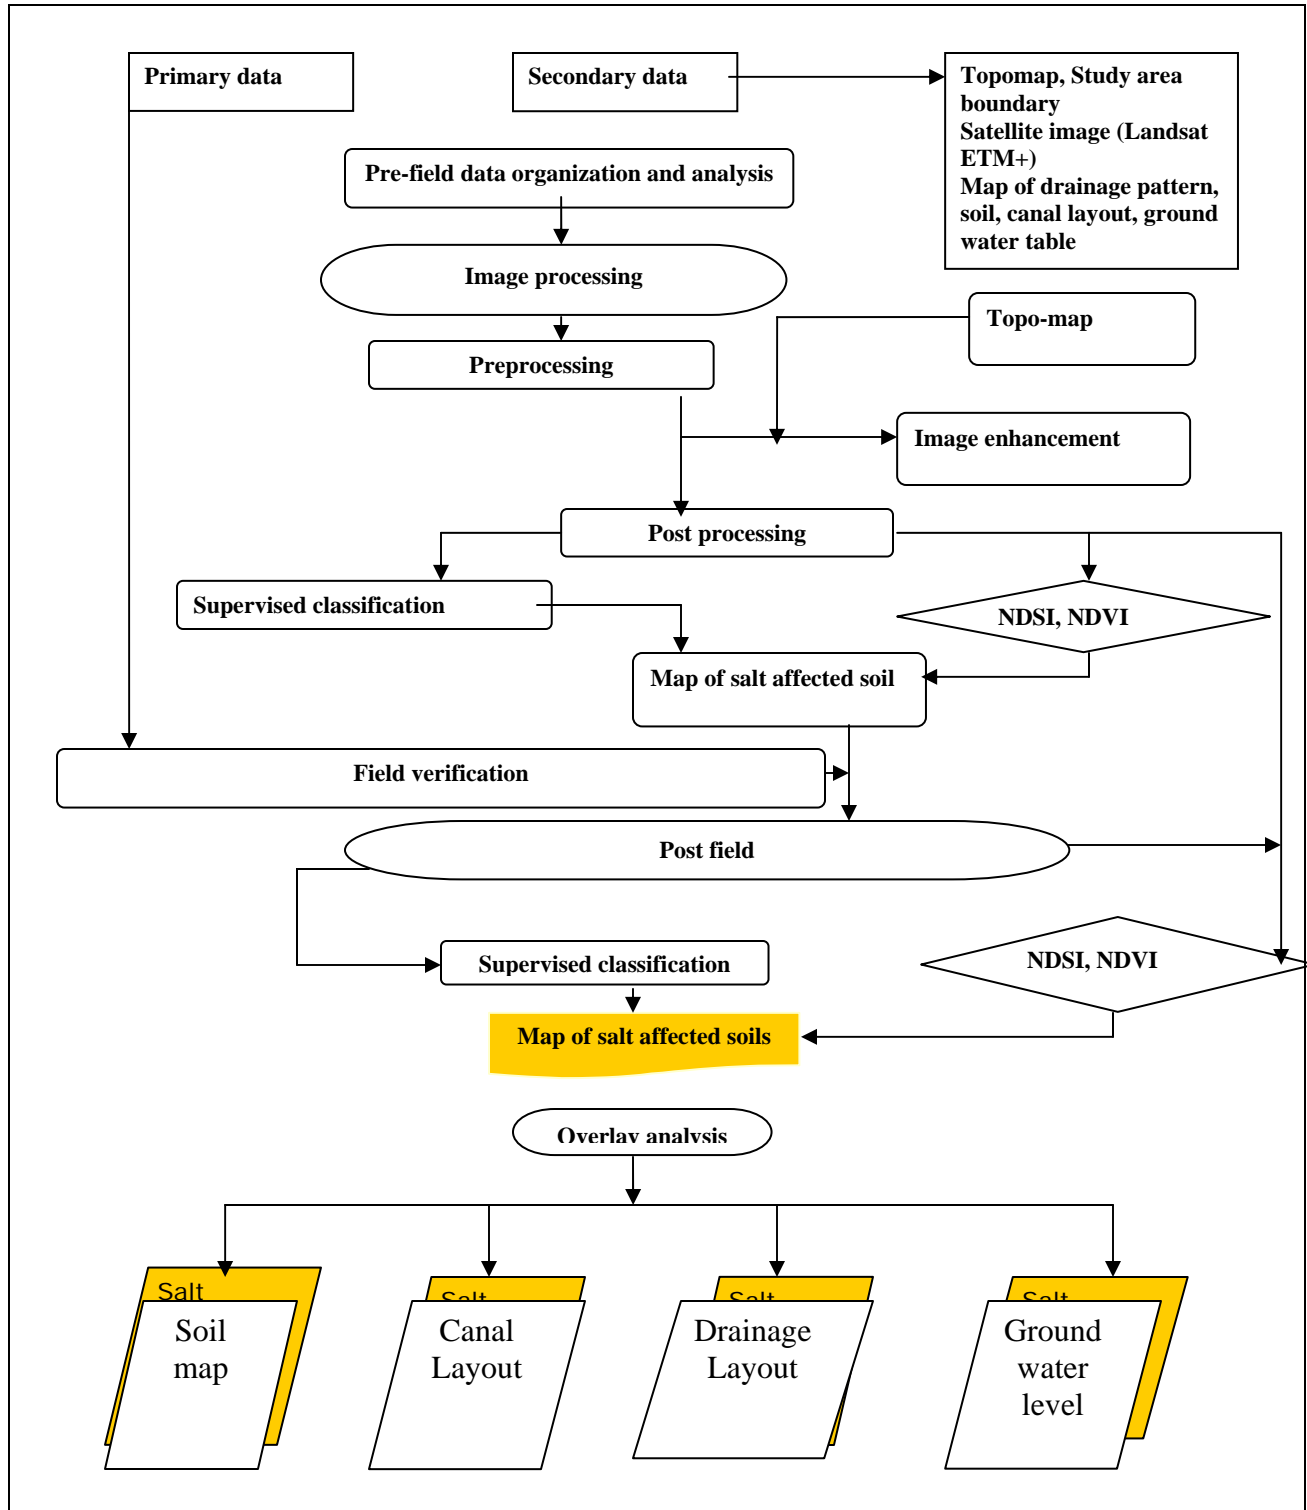 Primary data
Secondary data
Topomap, Study area
boundary
Satellite image (Landsat
ETM+)
Map of drainage pattern,
soil, canal layout, ground
water table
Pre-field data organization and analysis
Image processing
Topo-map
Preprocessing
Image enhancement
Post processing
Supervised classification
NDSI, NDVI
Map of salt affected soil
Field verification
Post field
Supervised classification
NDSI, NDVI
Map of salt affected soils
Overlay analysis
Salt
Soil
map
Salt
Canal
Layout
Salt
Drainage
Layout
Salt
Ground
water
level